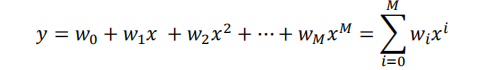 y = w₀ + w₁x + w₂x² + ⋯ + w_M x^M = ∑_{i=0}^{M} wᵢxⁱ